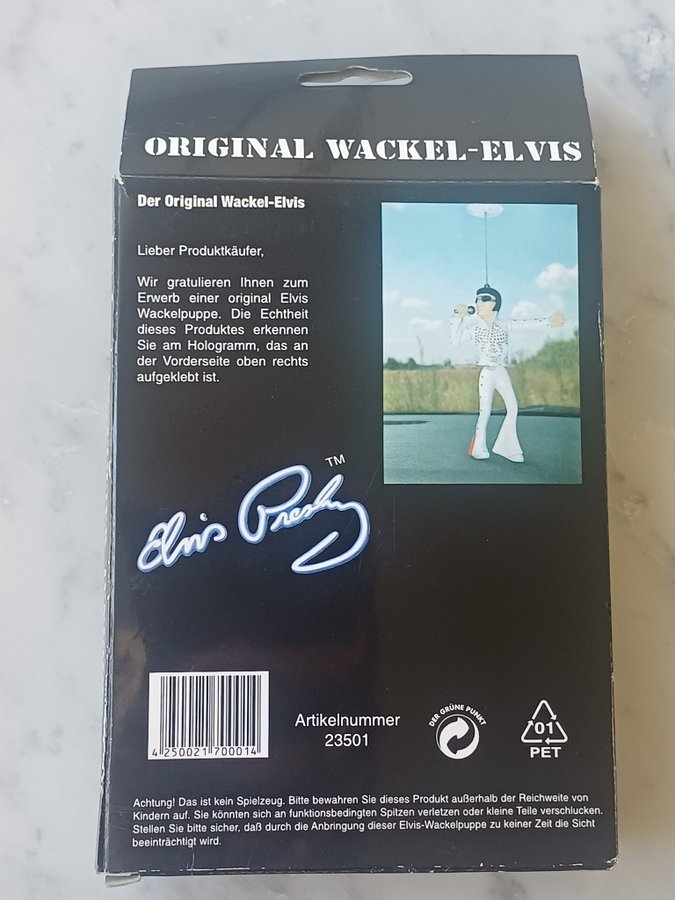 ORIGINAL WACKEL-ELVIS
Der Original Wackel-Elvis
Lieber Produktkäufer,
Wir gratulieren Ihnen zum
Erwerb einer original Elvis
Wackelpuppe. Die Echtheit
dieses Produktes erkennen
Sie am Hologramm, das an
der Vorderseite oben rechts
aufgeklebt ist.
Elvis Presley TM
4 250021 700014
Artikelnummer
23501
DER GRÜNE PUNKT
01
PET
Achtung! Das ist kein Spielzeug. Bitte bewahren Sie dieses Produkt außerhalb der Reichweite von
Kindern auf. Sie könnten sich an funktionsbedingten Spitzen verletzen oder kleine Teile verschlucken.
Stellen Sie bitte sicher, daß durch die Anbringung dieser Elvis-Wackelpuppe zu keiner Zeit die Sicht
beeinträchtigt wird.